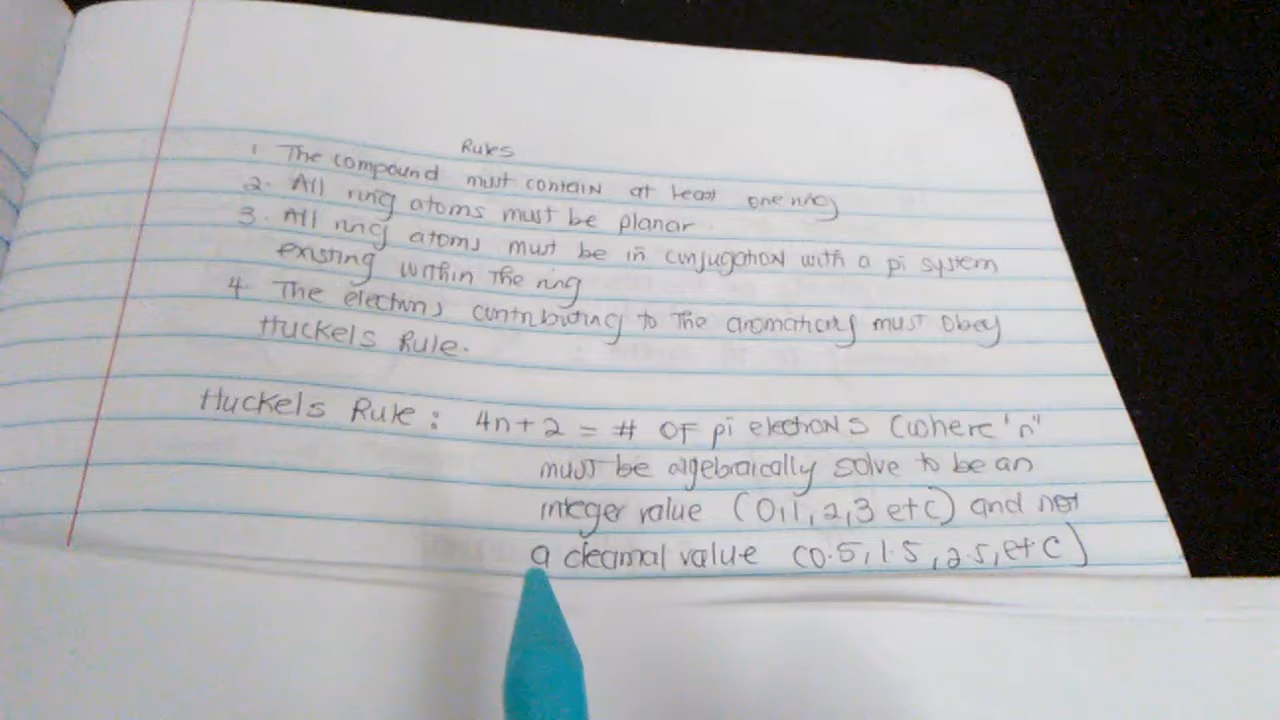 Rules
1. The compound must contain at least one ring
2. All ring atoms must be planar
3. All ring atoms must be in conjugation with a pi system
existing within the ring
4 The electrons contributing to the aromaticity must obey
Huckels Rule.
Huckels Rule: 4n+2 = # OF pi electrons (where 'n"
must be algebraically solve to be an
integer value (0,1,2,3 etc) and not
a decimal value (0.5,1.5,2.5,etc)